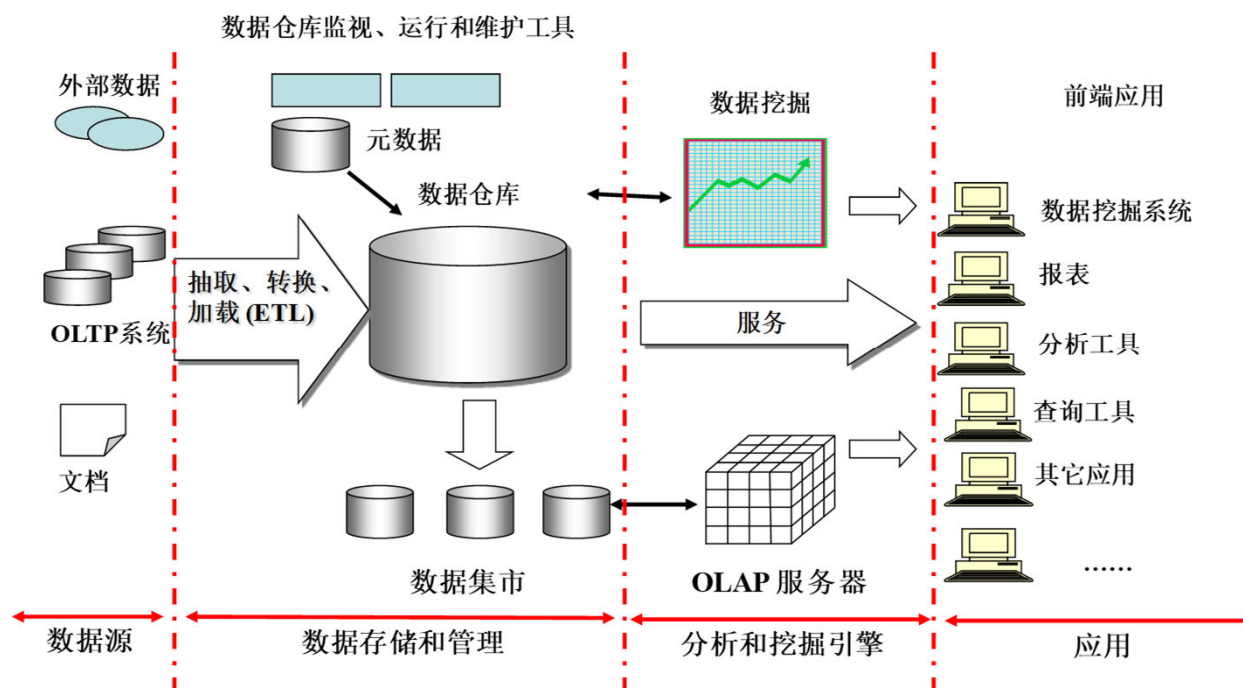 数据仓库监视、运行和维护工具
外部数据
数据挖掘
前端应用
元数据
数据仓库
数据挖掘系统
抽取、转换、
加载 (ETL)
OLTP系统
报表
服务
分析工具
查询工具
文档
其它应用
数据集市
OLAP 服务器
......
数据源
数据存储和管理
分析和挖掘引擎
应用